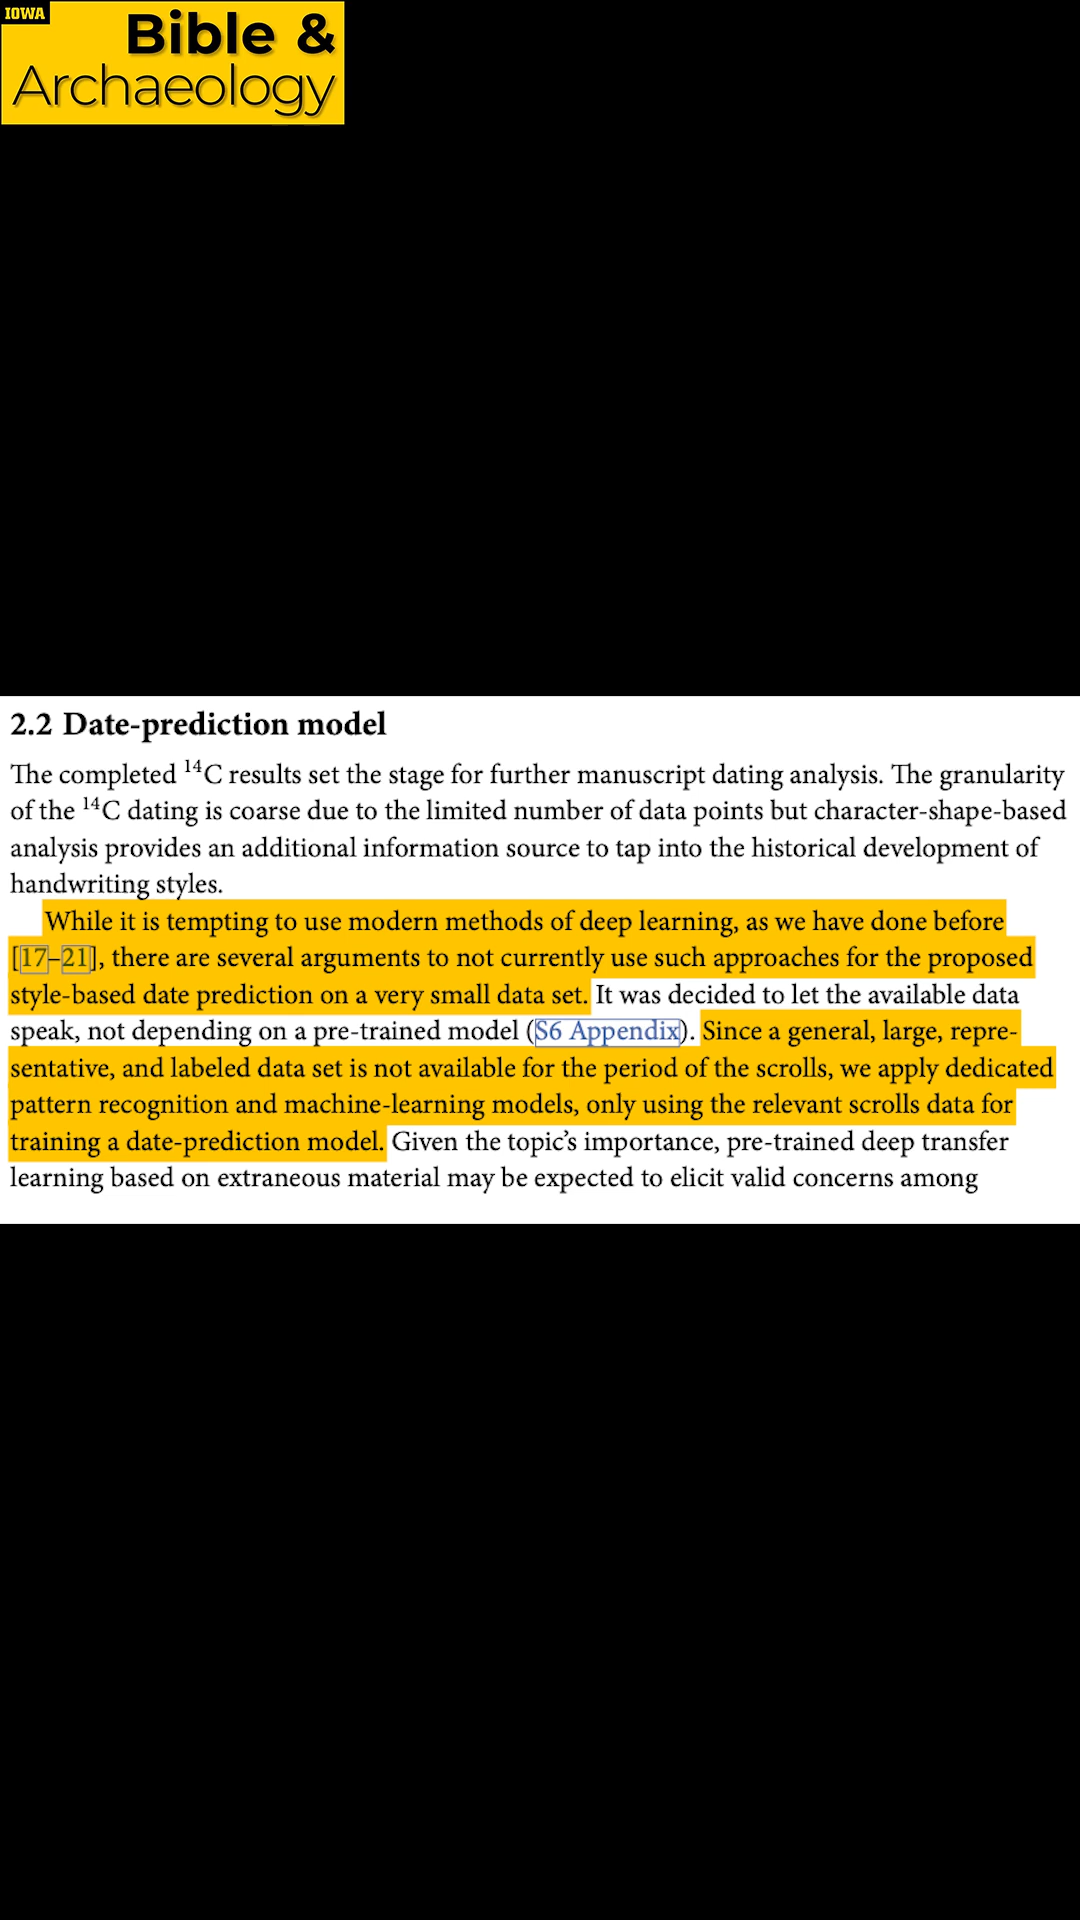 IOWA
Bible &
Archaeology
2.2 Date-prediction model
The completed ¹⁴C results set the stage for further manuscript dating analysis. The granularity
of the ¹⁴C dating is coarse due to the limited number of data points but character-shape-based
analysis provides an additional information source to tap into the historical development of
handwriting styles.
While it is tempting to use modern methods of deep learning, as we have done before
[17–21], there are several arguments to not currently use such approaches for the proposed
style-based date prediction on a very small data set. It was decided to let the available data
speak, not depending on a pre-trained model (S6 Appendix). Since a general, large, repre-
sentative, and labeled data set is not available for the period of the scrolls, we apply dedicated
pattern recognition and machine-learning models, only using the relevant scrolls data for
training a date-prediction model. Given the topic’s importance, pre-trained deep transfer
learning based on extraneous material may be expected to elicit valid concerns among